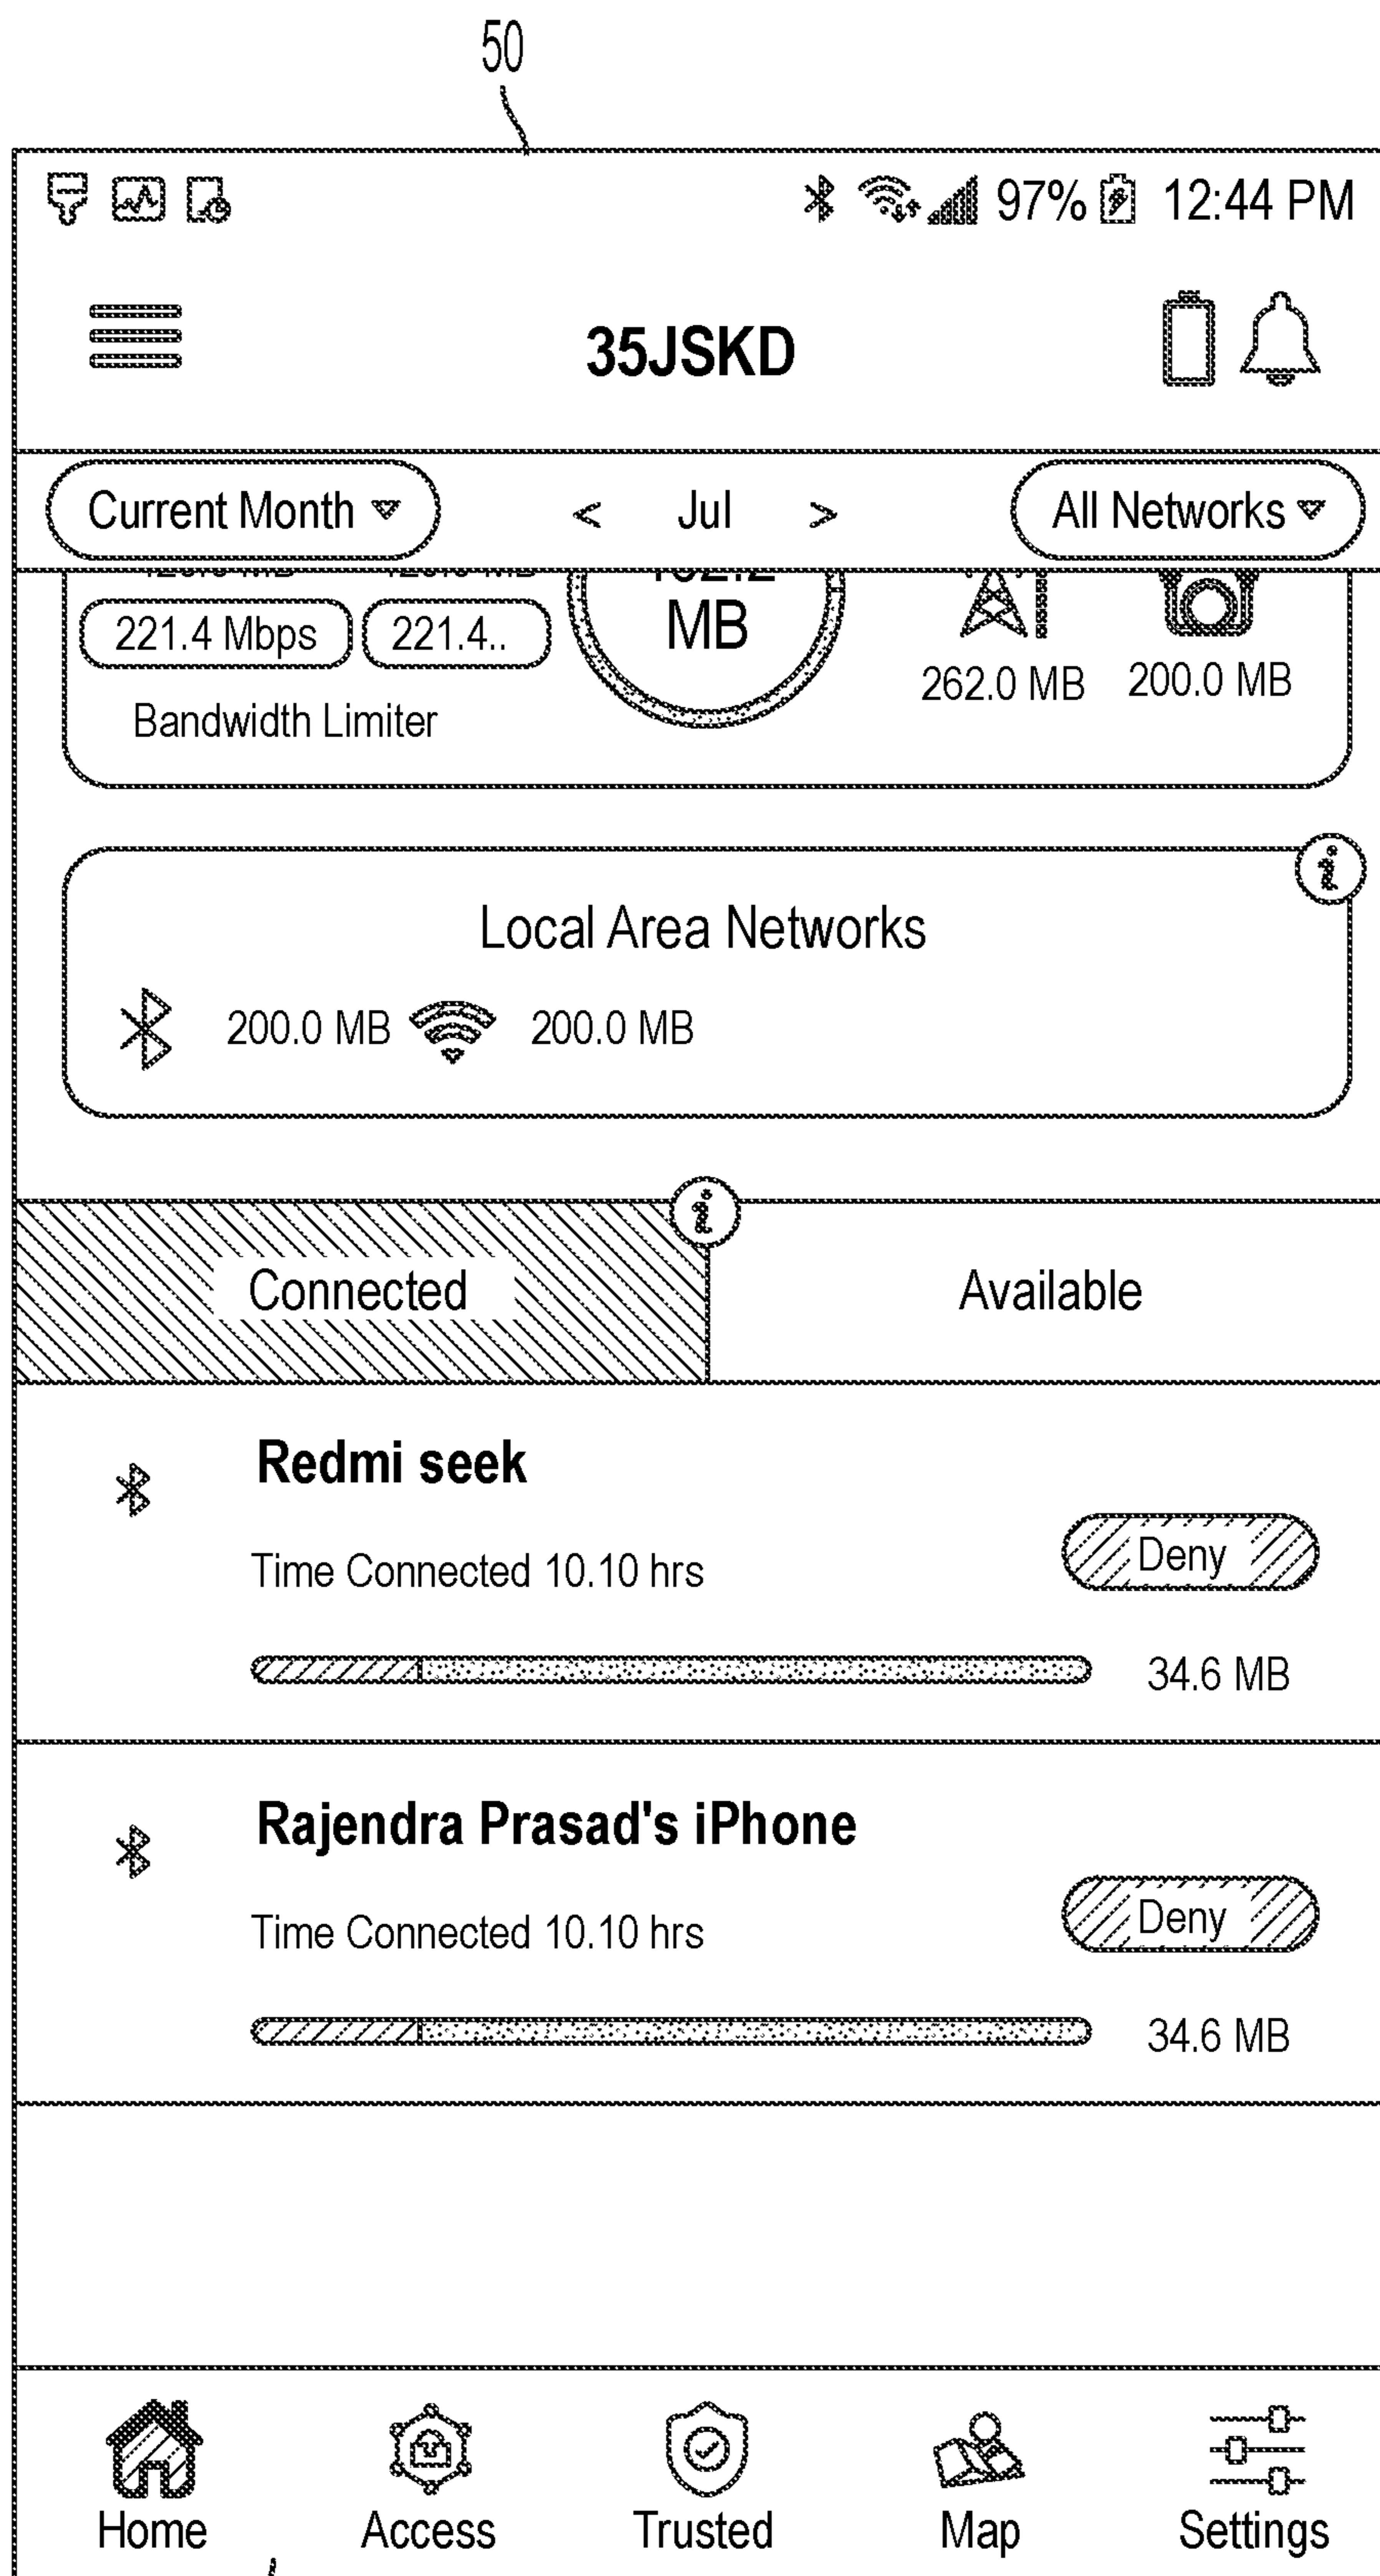 50
97% 12:44 PM
35JSKD
Current Month < Jul > All Networks
MB
221.4 Mbps 221.4..
262.0 MB 200.0 MB
Bandwidth Limiter
i
Local Area Networks
200.0 MB 200.0 MB
i
Connected Available
Redmi seek
Time Connected 10.10 hrs Deny
34.6 MB
Rajendra Prasad's iPhone
Time Connected 10.10 hrs Deny
34.6 MB
Home Access Trusted Map Settings